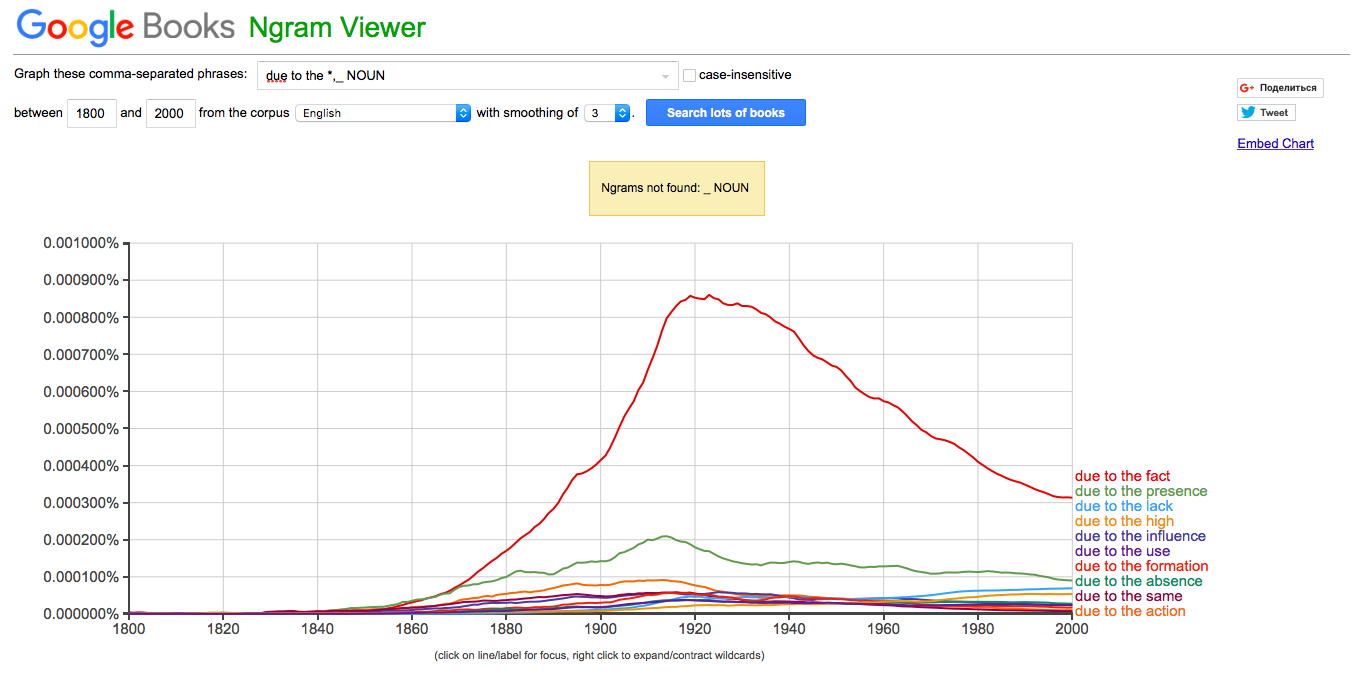 Google Books Ngram Viewer
Graph these comma-separated phrases: due to the *,_ NOUN case-insensitive
between 1800 and 2000 from the corpus English with smoothing of 3 . Search lots of books
G+ Поделиться
Tweet
Embed Chart
Ngrams not found: _ NOUN
0.001000%
0.000900%
0.000800%
0.000700%
0.000600%
0.000500%
0.000400%
0.000300%
0.000200%
0.000100%
0.000000%
1800 1820 1840 1860 1880 1900 1920 1940 1960 1980 2000
due to the fact
due to the presence
due to the lack
due to the high
due to the influence
due to the use
due to the formation
due to the absence
due to the same
due to the action
(click on line/label for focus, right click to expand/contract wildcards)